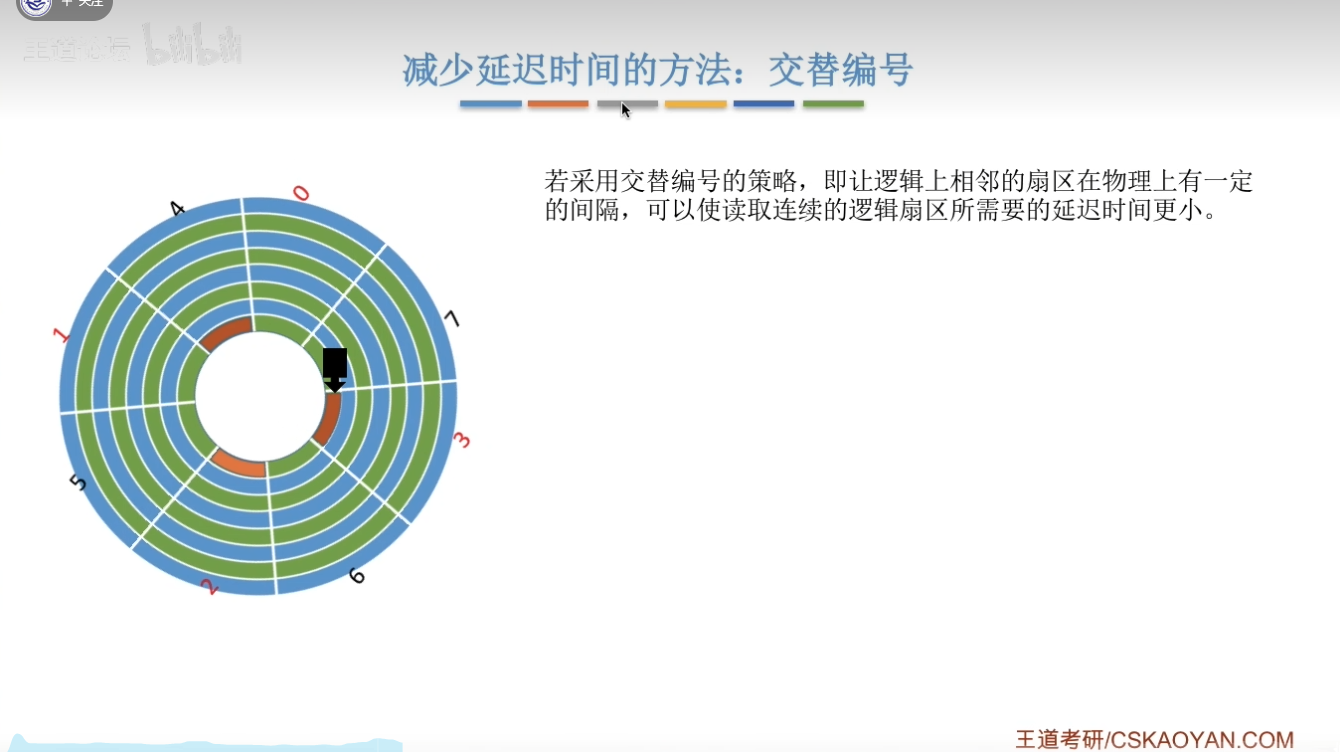 关注
王道论坛 bilibili
减少延迟时间的方法：交替编号
若采用交替编号的策略，即让逻辑上相邻的扇区在物理上有一定
的间隔，可以使读取连续的逻辑扇区所需要的延迟时间更小。
0
4
7
1
3
5
6
2
王道考研/CSKAOYAN.COM